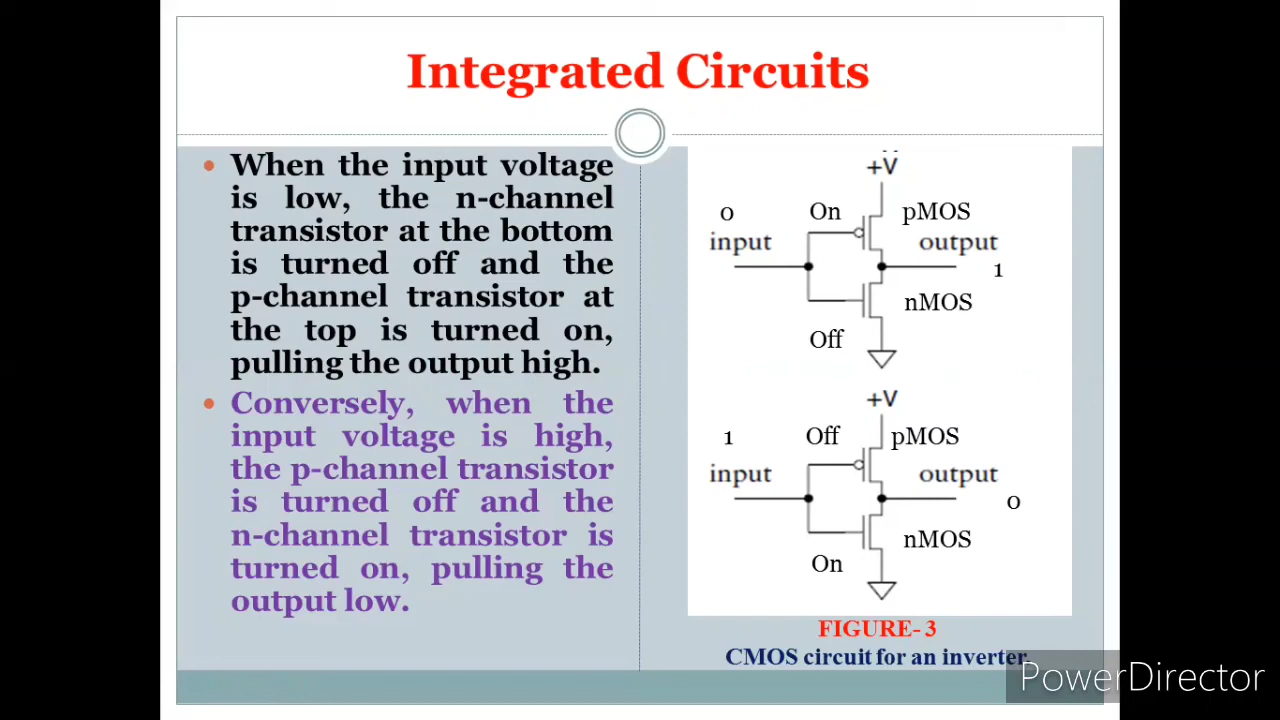 Integrated Circuits
• When the input voltage
is low, the n-channel
transistor at the bottom
is turned off and the
p-channel transistor at
the top is turned on,
pulling the output high.
• Conversely, when the
input voltage is high,
the p-channel transistor
is turned off and the
n-channel transistor is
turned on, pulling the
output low.
+V
0 On pMOS
input output
1
nMOS
Off
+V
1 Off pMOS
input output
0
nMOS
On
FIGURE- 3
CMOS circuit for an inverter
PowerDirector